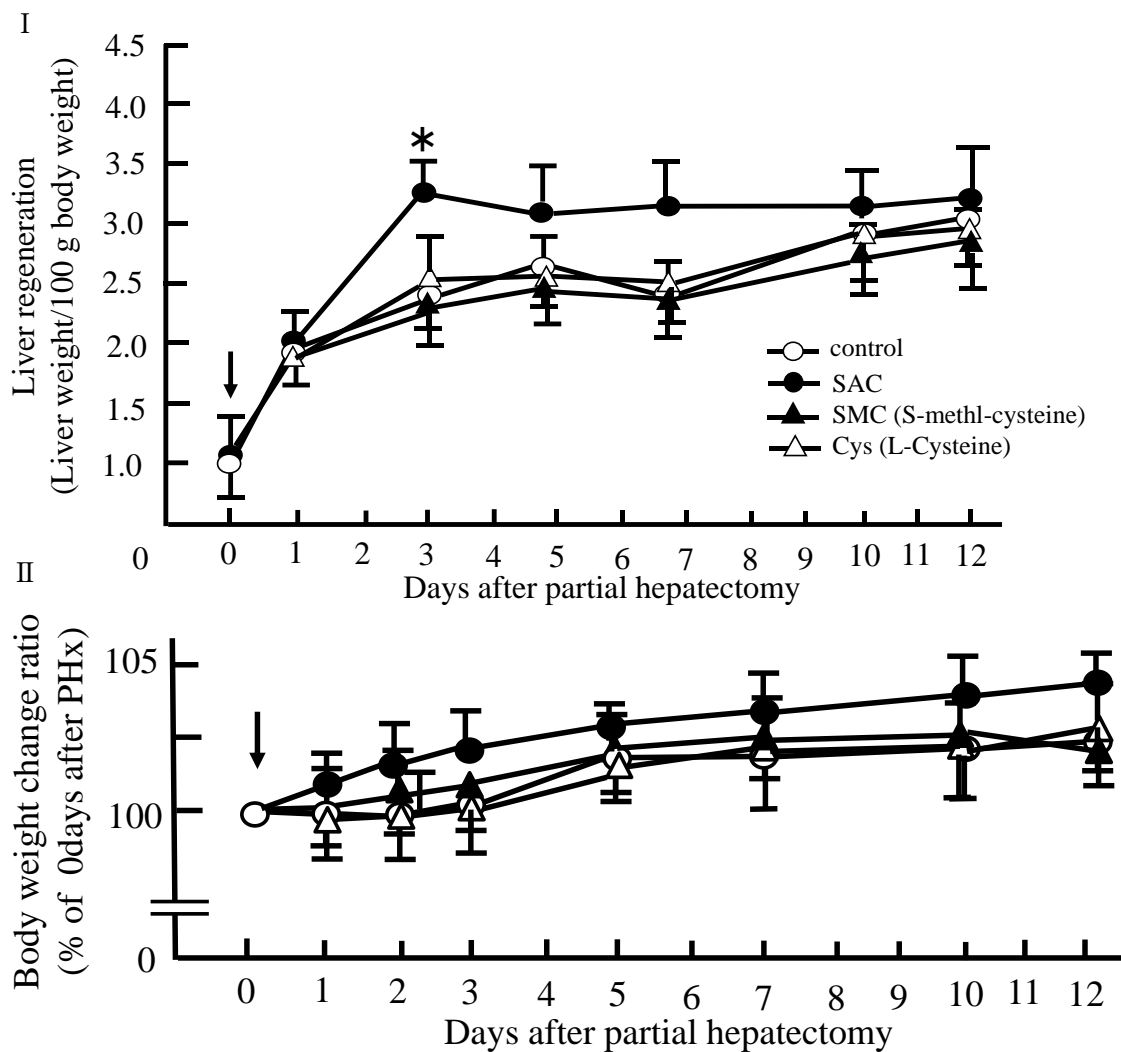 I
Liver regeneration
(Liver weight/100 g body weight)
4.5
4.0
3.5
3.0
2.5
2.0
1.5
1.0
0
*
control
SAC
SMC (S-methl-cysteine)
Cys (L-Cysteine)
0 1 2 3 4 5 6 7 8 9 10 11 12
Days after partial hepatectomy
II
Body weight change ratio
(% of 0days after PHx)
105
100
0
0 1 2 3 4 5 6 7 8 9 10 11 12
Days after partial hepatectomy